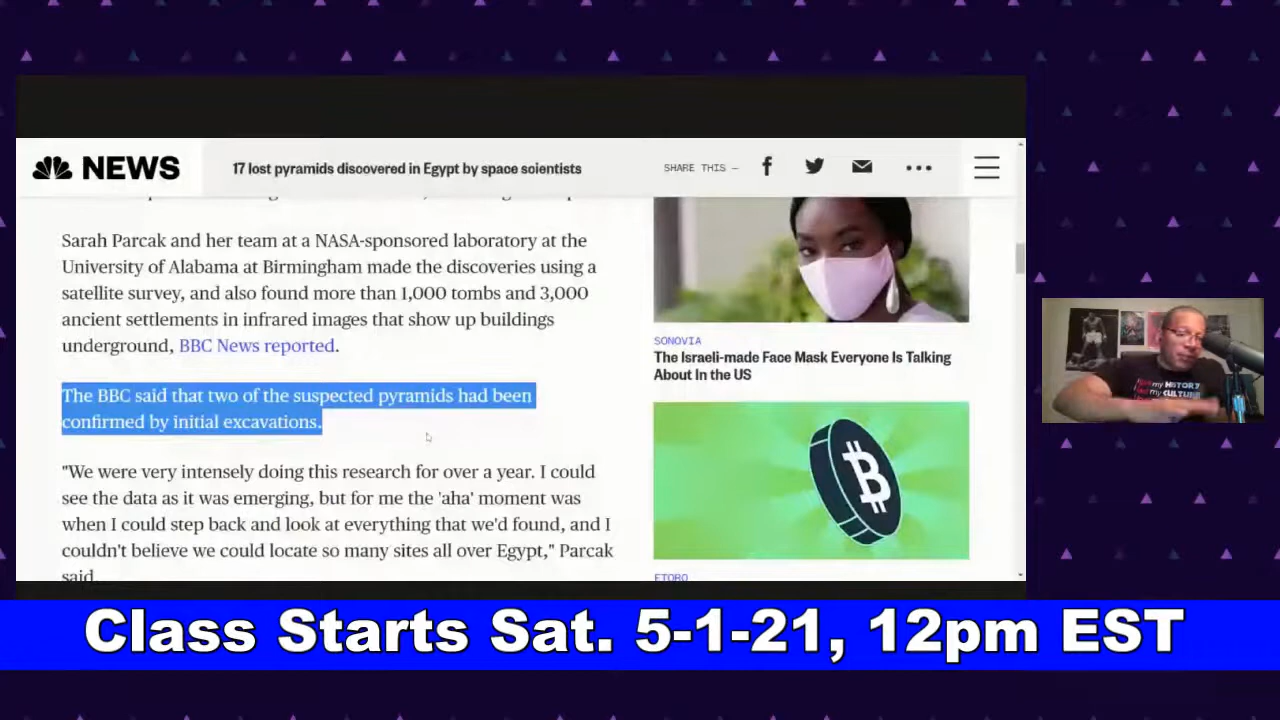 NEWS
17 lost pyramids discovered in Egypt by space scientists
SHARE THIS —
Sarah Parcak and her team at a NASA-sponsored laboratory at the
University of Alabama at Birmingham made the discoveries using a
satellite survey, and also found more than 1,000 tombs and 3,000
ancient settlements in infrared images that show up buildings
underground, BBC News reported.
The BBC said that two of the suspected pyramids had been
confirmed by initial excavations.
"We were very intensely doing this research for over a year. I could
see the data as it was emerging, but for me the 'aha' moment was
when I could step back and look at everything that we'd found, and I
couldn't believe we could locate so many sites all over Egypt," Parcak
said.
SONOVIA
The Israeli-made Face Mask Everyone Is Talking
About In the US
ETORO
my HISTORY
my CULTURE
Class Starts Sat. 5-1-21, 12pm EST